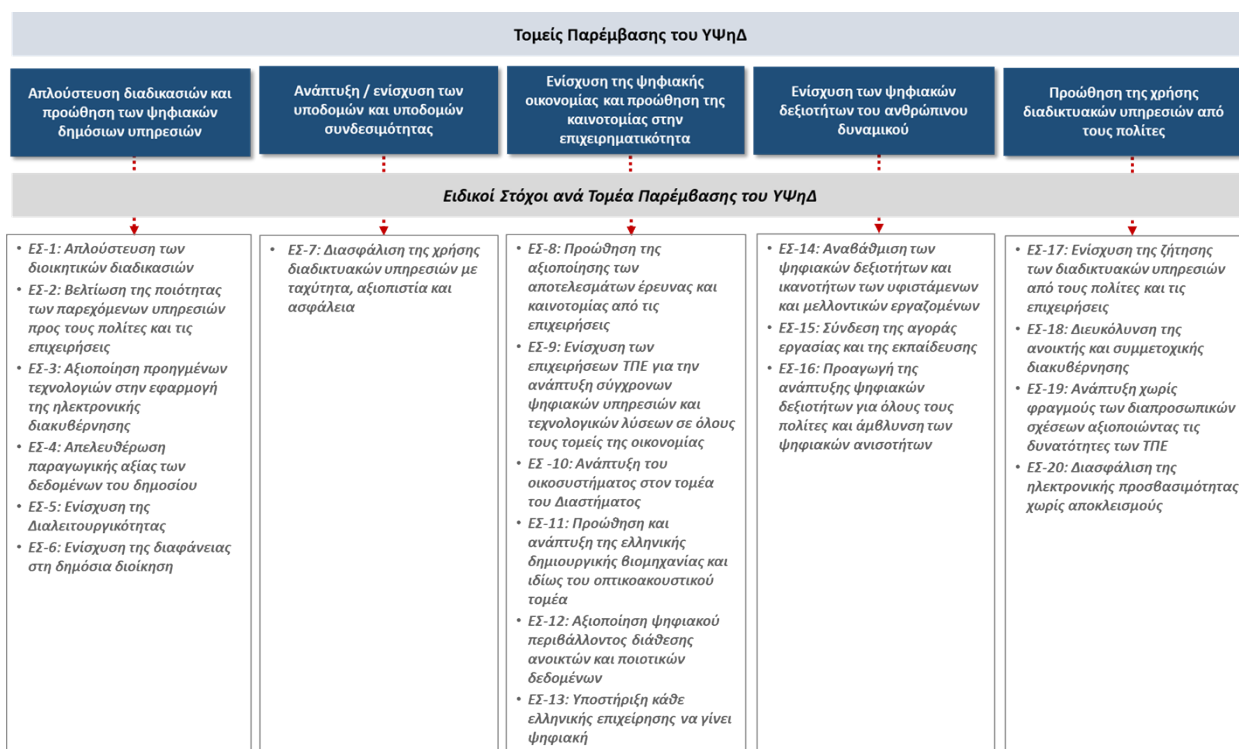 Τομείς Παρέμβασης του ΥΨηΔ
Απλούστευση διαδικασιών και
προώθηση των ψηφιακών
δημόσιων υπηρεσιών
Ανάπτυξη / ενίσχυση των
υποδομών και υποδομών
συνδεσιμότητας
Ενίσχυση της ψηφιακής
οικονομίας και προώθηση της
καινοτομίας στην
επιχειρηματικότητα
Ενίσχυση των ψηφιακών
δεξιοτήτων του ανθρώπινου
δυναμικού
Προώθηση της χρήσης
διαδικτυακών υπηρεσιών από
τους πολίτες
Ειδικοί Στόχοι ανά Τομέα Παρέμβασης του ΥΨηΔ
• ΕΣ-1: Απλούστευση των
διοικητικών διαδικασιών
• ΕΣ-2: Βελτίωση της ποιότητας
των παρεχόμενων υπηρεσιών
προς τους πολίτες και τις
επιχειρήσεις
• ΕΣ-3: Αξιοποίηση προηγμένων
τεχνολογιών στην εφαρμογή
της ηλεκτρονικής
διακυβέρνησης
• ΕΣ-4: Απελευθέρωση
παραγωγικής αξίας των
δεδομένων του δημοσίου
• ΕΣ-5: Ενίσχυση της
Διαλειτουργικότητας
• ΕΣ-6: Ενίσχυση της διαφάνειας
στη δημόσια διοίκηση
• ΕΣ-7: Διασφάλιση της χρήσης
διαδικτυακών υπηρεσιών με
ταχύτητα, αξιοπιστία και
ασφάλεια
• ΕΣ-8: Προώθηση της
αξιοποίησης των
αποτελεσμάτων έρευνας και
καινοτομίας από τις
επιχειρήσεις
• ΕΣ-9: Ενίσχυση των
επιχειρήσεων ΤΠΕ για την
ανάπτυξη σύγχρονων
ψηφιακών υπηρεσιών και
τεχνολογικών λύσεων σε όλους
τους τομείς της οικονομίας
• ΕΣ -10: Ανάπτυξη του
οικοσυστήματος στον τομέα
του Διαστήματος
• ΕΣ-11: Προώθηση και
ανάπτυξη της ελληνικής
δημιουργικής βιομηχανίας και
ιδίως του οπτικοακουστικού
τομέα
• ΕΣ-12: Αξιοποίηση ψηφιακού
περιβάλλοντος διάθεσης
ανοικτών και ποιοτικών
δεδομένων
• ΕΣ-13: Υποστήριξη κάθε
ελληνικής επιχείρησης να γίνει
ψηφιακή
• ΕΣ-14: Αναβάθμιση των
ψηφιακών δεξιοτήτων και
ικανοτήτων των υφιστάμενων
και μελλοντικών εργαζομένων
• ΕΣ-15: Σύνδεση της αγοράς
εργασίας και της εκπαίδευσης
• ΕΣ-16: Προαγωγή της
ανάπτυξης ψηφιακών
δεξιοτήτων για όλους τους
πολίτες και άμβλυνση των
ψηφιακών ανισοτήτων
• ΕΣ-17: Ενίσχυση της ζήτησης
των διαδικτυακών υπηρεσιών
από τους πολίτες και τις
επιχειρήσεις
• ΕΣ-18: Διευκόλυνση της
ανοικτής και συμμετοχικής
διακυβέρνησης
• ΕΣ-19: Ανάπτυξη χωρίς
φραγμούς των διαπροσωπικών
σχέσεων αξιοποιώντας τις
δυνατότητες των ΤΠΕ
• ΕΣ-20: Διασφάλιση της
ηλεκτρονικής προσβασιμότητας
χωρίς αποκλεισμούς